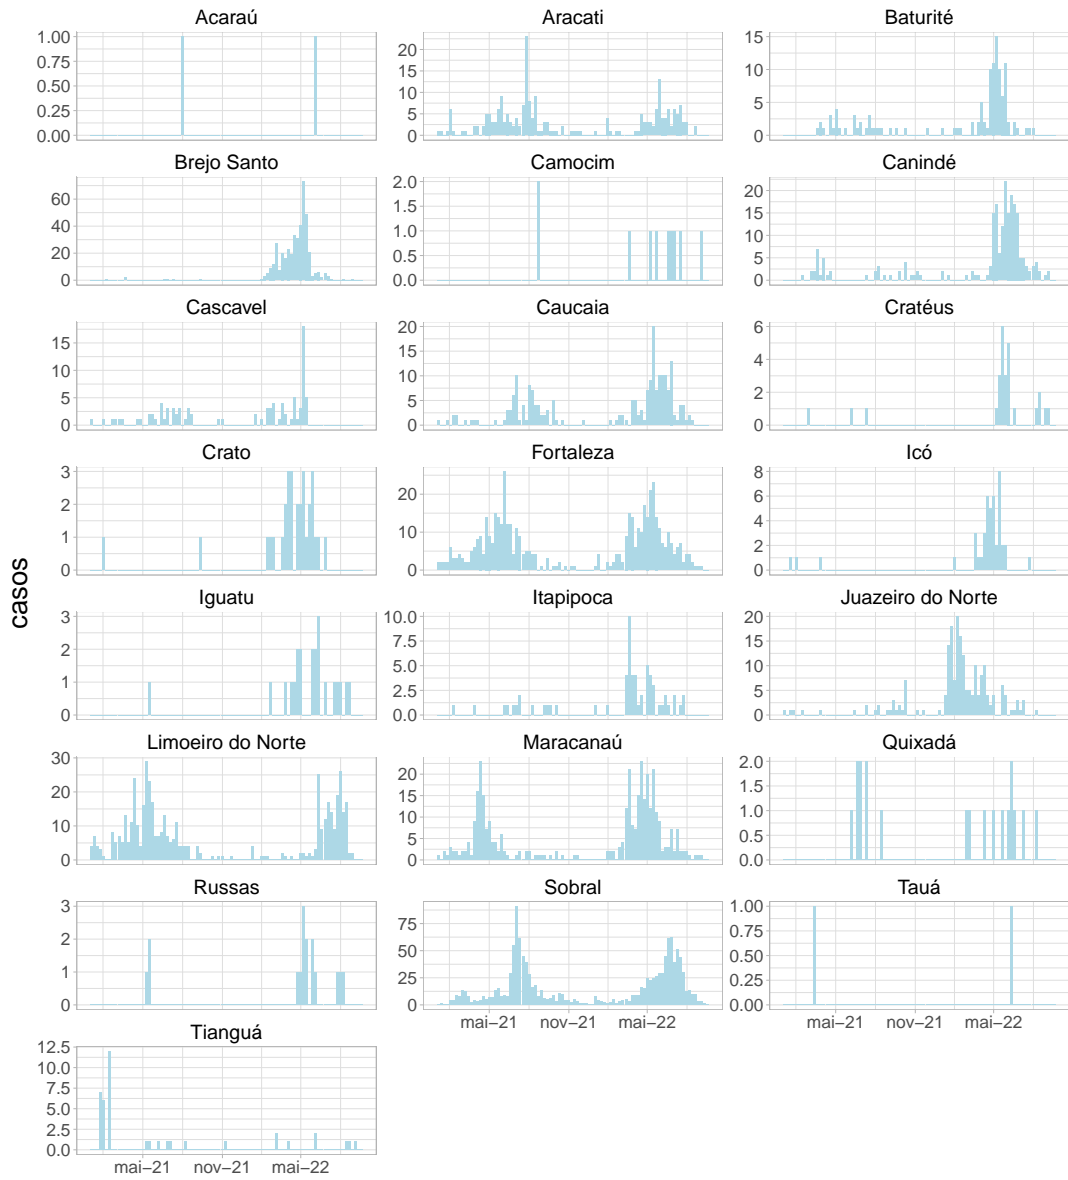 Acaraú Aracati Baturité
1.00 0.75 0.50 0.25 0.00
20 15 10 5 0
15 10 5 0
Brejo Santo Camocim Canindé
60 40 20 0
2.0 1.5 1.0 0.5 0.0
20 15 10 5 0
Cascavel Caucaia Cratéus
15 10 5 0
20 15 10 5 0
6 4 2 0
Crato Fortaleza Icó
3 2 1 0
20 10 0
8 6 4 2 0
casos
Iguatu Itapipoca Juazeiro do Norte
3 2 1 0
10.0 7.5 5.0 2.5 0.0
20 15 10 5 0
Limoeiro do Norte Maracanaú Quixadá
30 20 10 0
20 15 10 5 0
2.0 1.5 1.0 0.5 0.0
Russas Sobral Tauá
3 2 1 0
75 50 25 0
1.00 0.75 0.50 0.25 0.00
mai−21 nov−21 mai−22 mai−21 nov−21 mai−22
Tianguá
12.5 10.0 7.5 5.0 2.5 0.0
mai−21 nov−21 mai−22